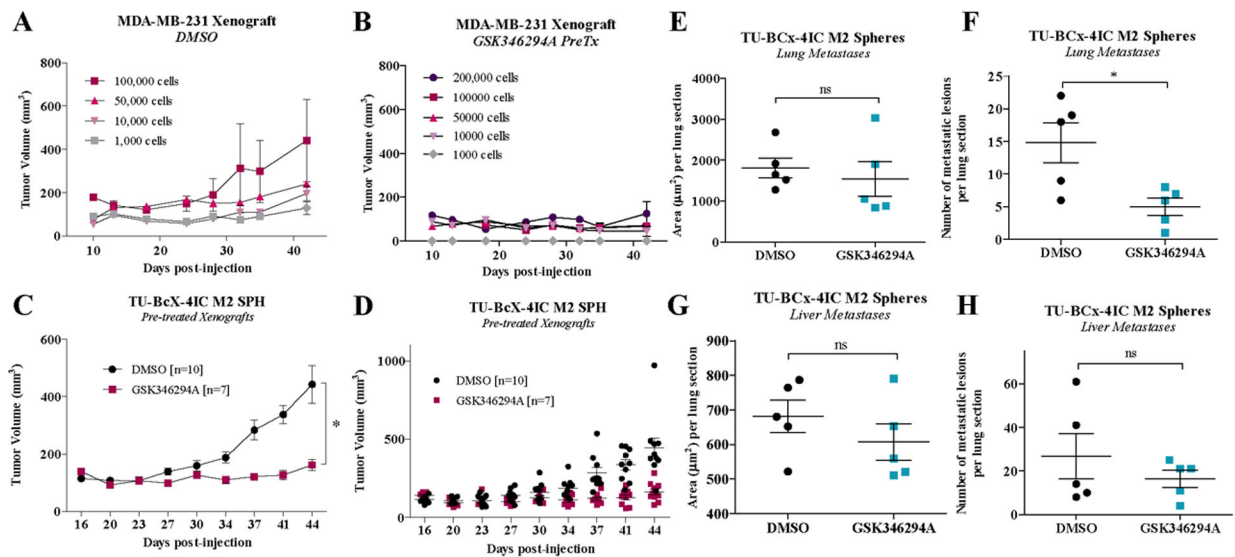 A
MDA-MB-231 Xenograft
DMSO
Tumor Volume (mm³)
800
600
400
200
0
100,000 cells
50,000 cells
10,000 cells
1,000 cells
10
20
30
40
Days post-injection
B
MDA-MB-231 Xenograft
GSK346294A PreTx
Tumor Volume (mm³)
800
600
400
200
0
200,000 cells
100000 cells
50000 cells
10000 cells
1000 cells
10
20
30
40
Days post-injection
E
TU-BCx-4IC M2 Spheres
Lung Metastases
Area (µm²) per lung section
4000
3000
2000
1000
0
ns
DMSO
GSK346294A
F
TU-BCx-4IC M2 Spheres
Lung Metastases
Number of metastatic lesions
per lung section
25
20
15
10
5
0
*
DMSO
GSK346294A
C
TU-BcX-4IC M2 SPH
Pre-treated Xenografts
Tumor Volume (mm³)
600
400
200
0
DMSO [n=10]
GSK346294A [n=7]
*
16
20
23
27
30
34
37
41
44
Days post-injection
D
TU-BcX-4IC M2 SPH
Pre-treated Xenografts
Tumor Volume (mm³)
1000
500
0
DMSO [n=10]
GSK346294A [n=7]
16
20
23
27
30
34
37
41
44
Days post-injection
G
TU-BCx-4IC M2 Spheres
Liver Metastases
Area (µm²) per lung section
900
800
700
600
500
400
ns
DMSO
GSK346294A
H
TU-BCx-4IC M2 Spheres
Liver Metastases
Number of metastatic lesions
per lung section
60
40
20
0
ns
DMSO
GSK346294A